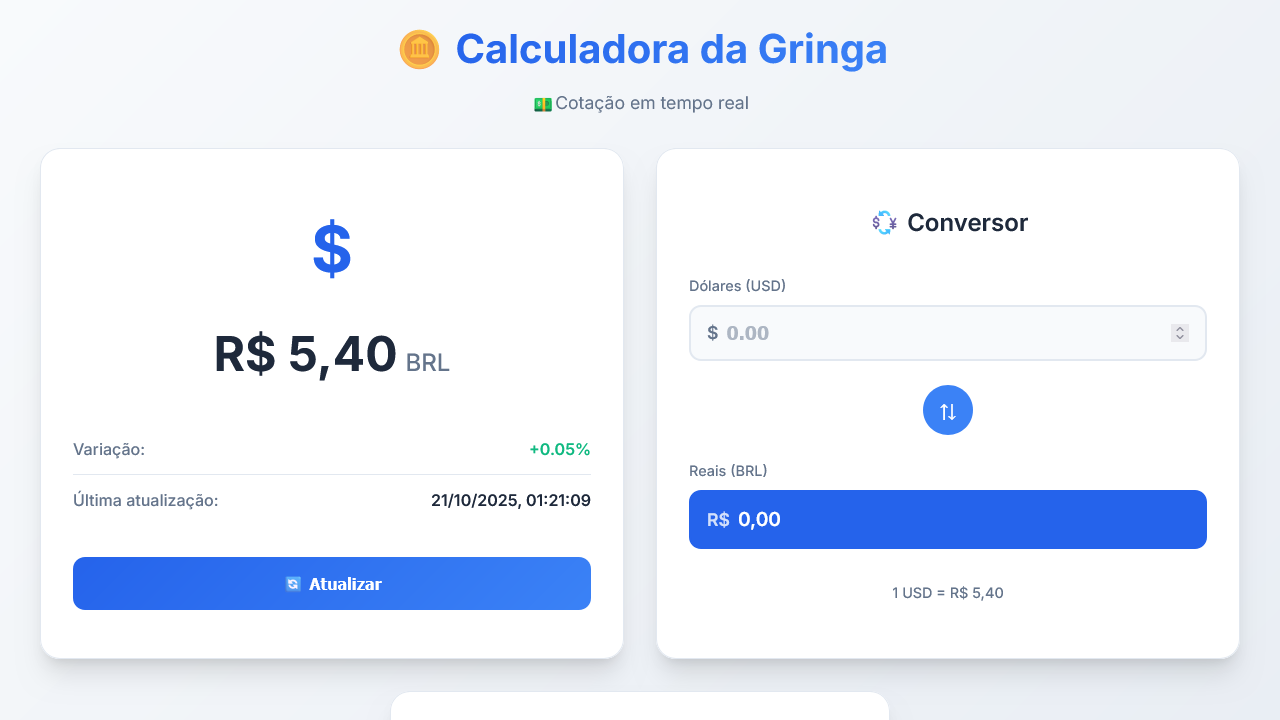 Calculadora da Gringa
Cotação em tempo real
$
R$ 5,40 BRL
Variação: +0.05%
Última atualização: 21/10/2025, 01:21:09
Atualizar
Conversor
Dólares (USD)
$ 0.00
Reais (BRL)
R$ 0,00
1 USD = R$ 5,40